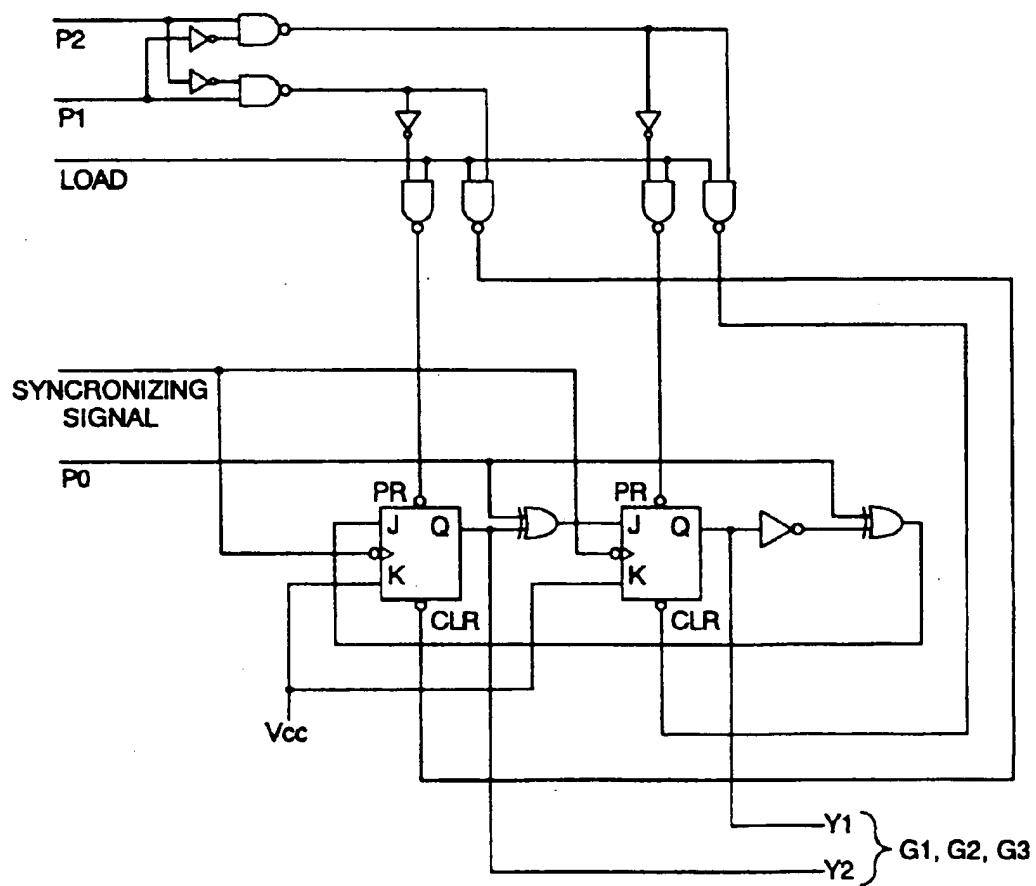 P2
P1
LOAD
SYNCRONIZING
SIGNAL
P0
PR
PR
J
Q
J
Q
K
K
CLR
CLR
Vcc
Y1
G1, G2, G3
Y2